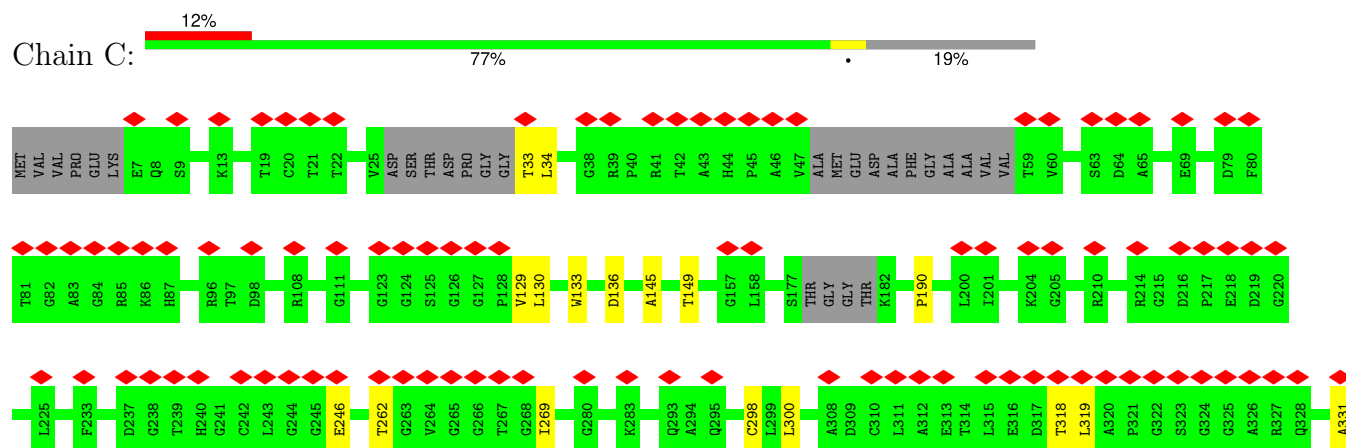 12%
Chain C:
77% • 19%
MET VAL VAL PRO GLU LYS E7 Q8 S9 K13 T19 C20 T21 T22 V25 ASP SER THR ASP PRO GLY GLY T33 L34 G38 R39 P40 R41 T42 A43 H44 P45 A46 V47 ALA MET GLU ASP ALA PHE GLY ALA ALA VAL VAL T59 V60 S63 D64 A65 E69 D79 F80
T81 G82 A83 G84 R85 K86 H87 R96 T97 D98 R108 G111 G123 G124 S125 G126 G127 P128 V129 L130 W133 D136 A145 T149 G157 L158 S177 THR GLY GLY THR K182 P190 L200 I201 K204 G205 R210 R214 G215 D216 P217 E218 D219 G220
L225 F233 D237 G238 T239 H240 G241 C242 L243 G244 G245 E246 T262 G263 V264 G265 G266 T267 G268 I269 G280 K283 Q293 A294 Q295 C298 L299 L300 A308 D309 C310 L311 A312 E313 T314 L315 E316 D317 T318 L319 A320 P321 G322 S323 G324 G325 A326 R327 Q328 A331